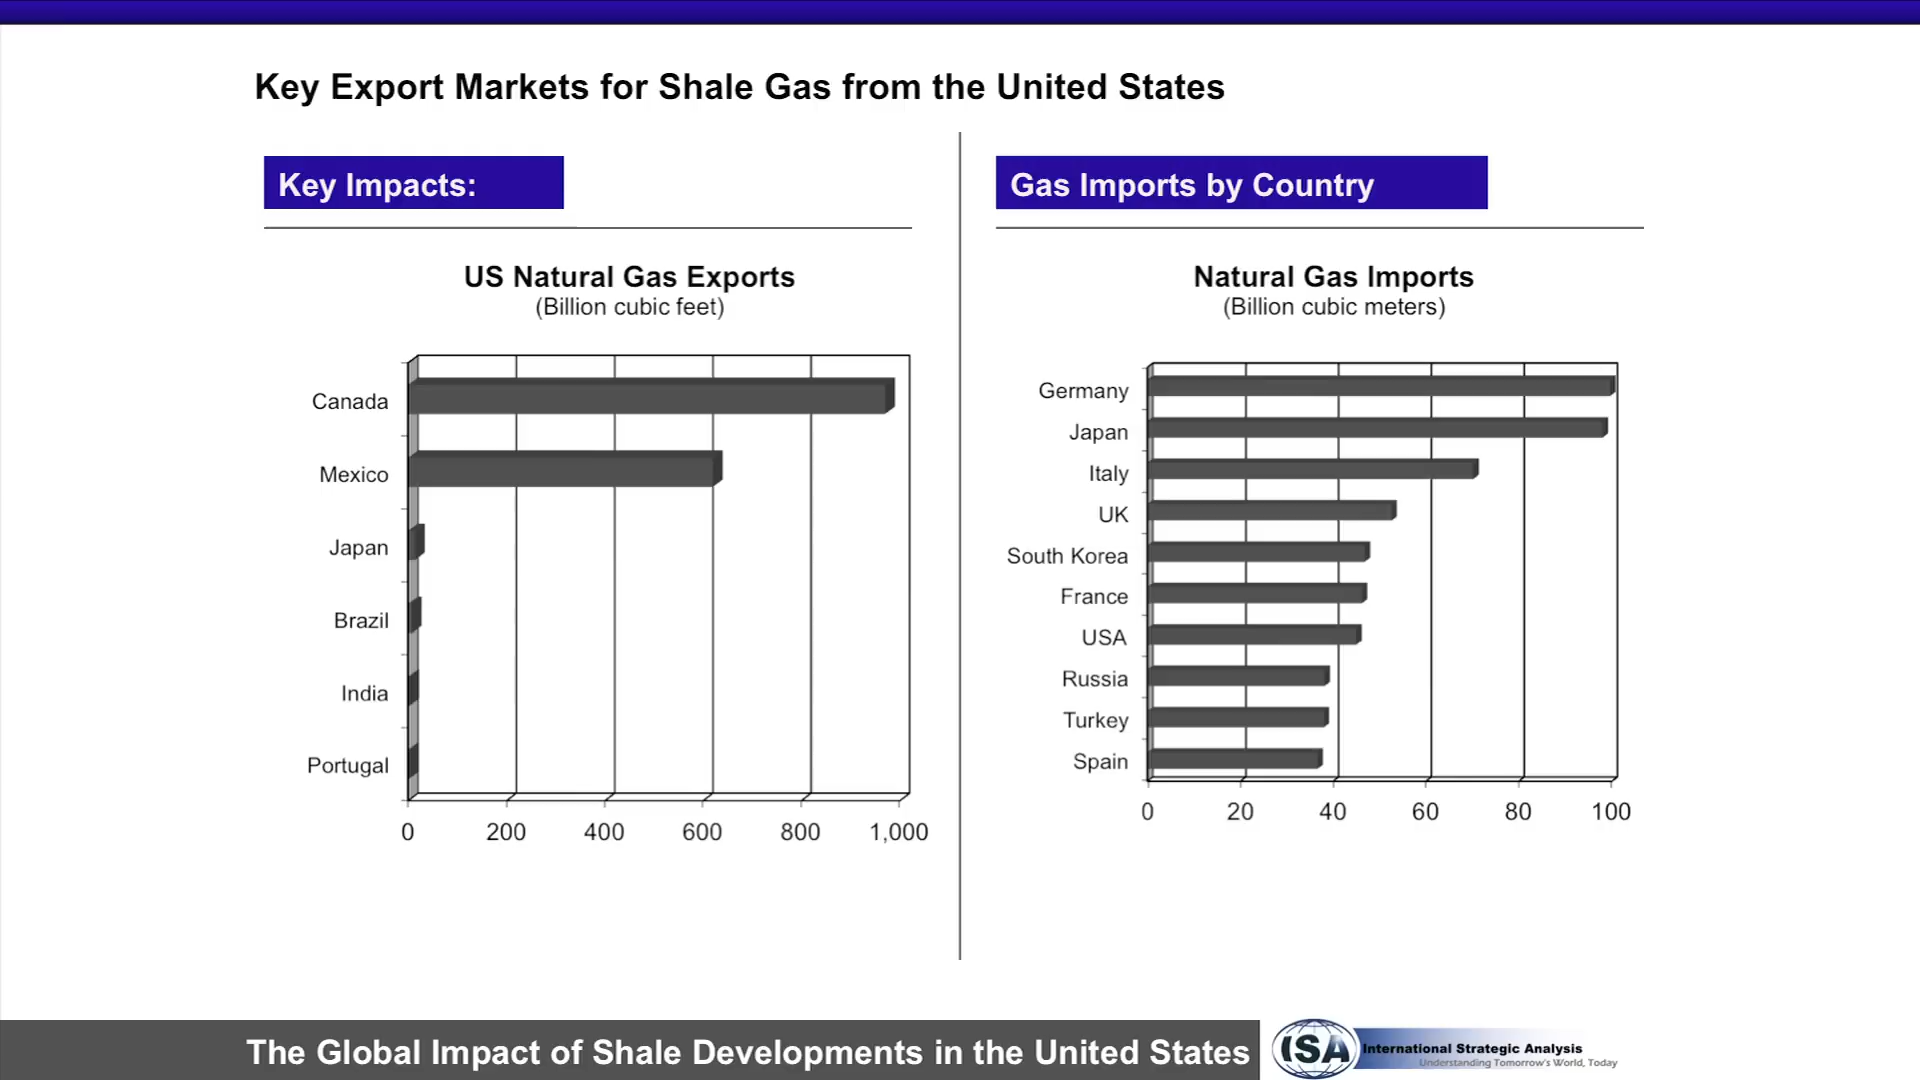 Key Export Markets for Shale Gas from the United States
Key Impacts:
US Natural Gas Exports
(Billion cubic feet)
Canada
Mexico
Japan
Brazil
India
Portugal
0 200 400 600 800 1,000
Gas Imports by Country
Natural Gas Imports
(Billion cubic meters)
Germany
Japan
Italy
UK
South Korea
France
USA
Russia
Turkey
Spain
0 20 40 60 80 100
The Global Impact of Shale Developments in the United States
ISA
International Strategic Analysis
Understanding Tomorrow's World, Today